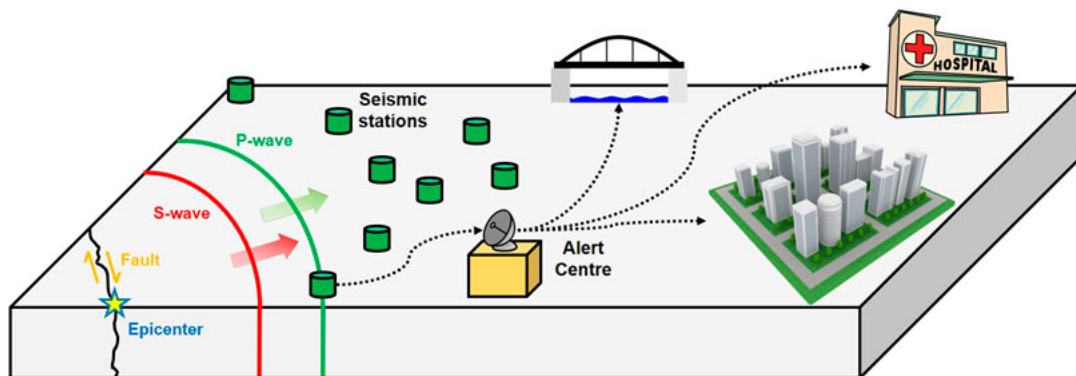 HOSPITAL
Seismic
stations
P-wave
S-wave
Alert
Centre
Fault
Epicenter